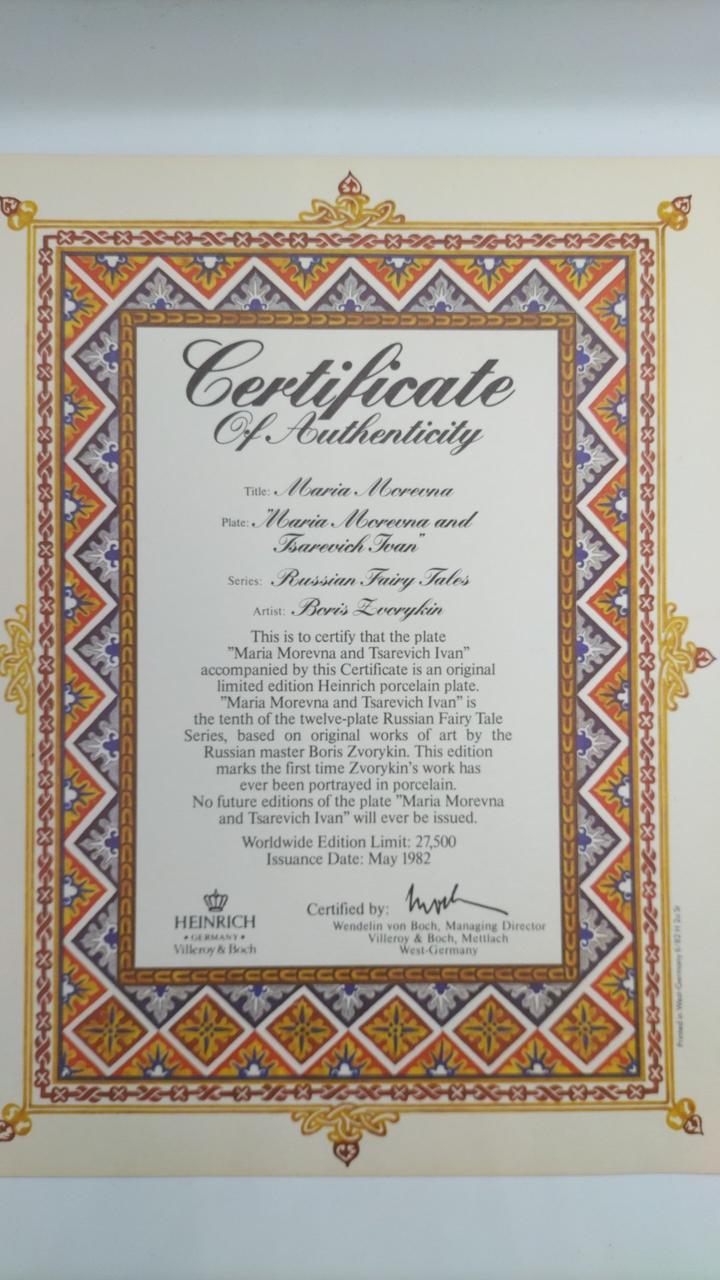 Certificate
Of Authenticity
Title: Maria Morevna
Plate: "Maria Morevna and
Tsarevich Ivan"
Series: Russian Fairy Tales
Artist: Boris Zvorykin
This is to certify that the plate
"Maria Morevna and Tsarevich Ivan"
accompanied by this Certificate is an original
limited edition Heinrich porcelain plate.
"Maria Morevna and Tsarevich Ivan" is
the tenth of the twelve-plate Russian Fairy Tale
Series, based on original works of art by the
Russian master Boris Zvorykin. This edition
marks the first time Zvorykin's work has
ever been portrayed in porcelain.
No future editions of the plate "Maria Morevna
and Tsarevich Ivan" will ever be issued.
Worldwide Edition Limit: 27,500
Issuance Date: May 1982
HEINRICH
• GERMANY •
Villeroy & Boch
Certified by:
Wendelin von Boch, Managing Director
Villeroy & Boch, Mettlach
West-Germany
Printed in West Germany